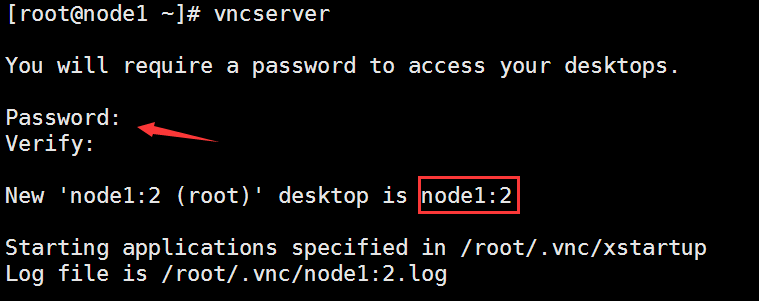 [root@node1 ~]# vncserver
You will require a password to access your desktops.
Password:
Verify:
New 'node1:2 (root)' desktop is node1:2
Starting applications specified in /root/.vnc/xstartup
Log file is /root/.vnc/node1:2.log